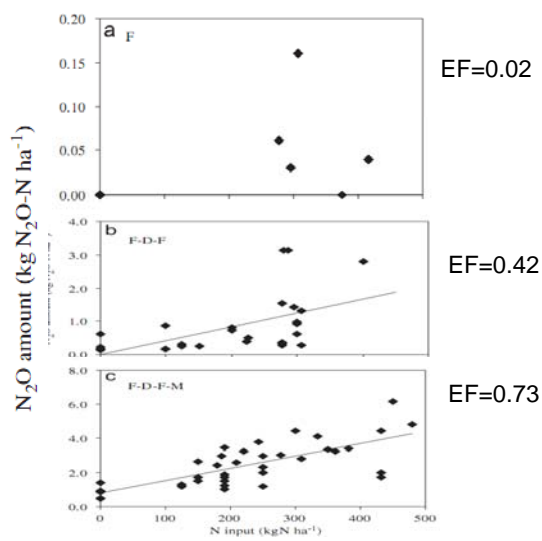 a F
EF=0.02
0.20
0.15
0.10
0.05
0.00
N₂O amount (kg N₂O-N ha⁻¹)
b
F-D-F
EF=0.42
4.0
3.0
2.0
1.0
0.0
c
F-D-F-M
EF=0.73
8.0
6.0
4.0
2.0
0.0
0 100 200 300 400 500
N input (kgN ha⁻¹)